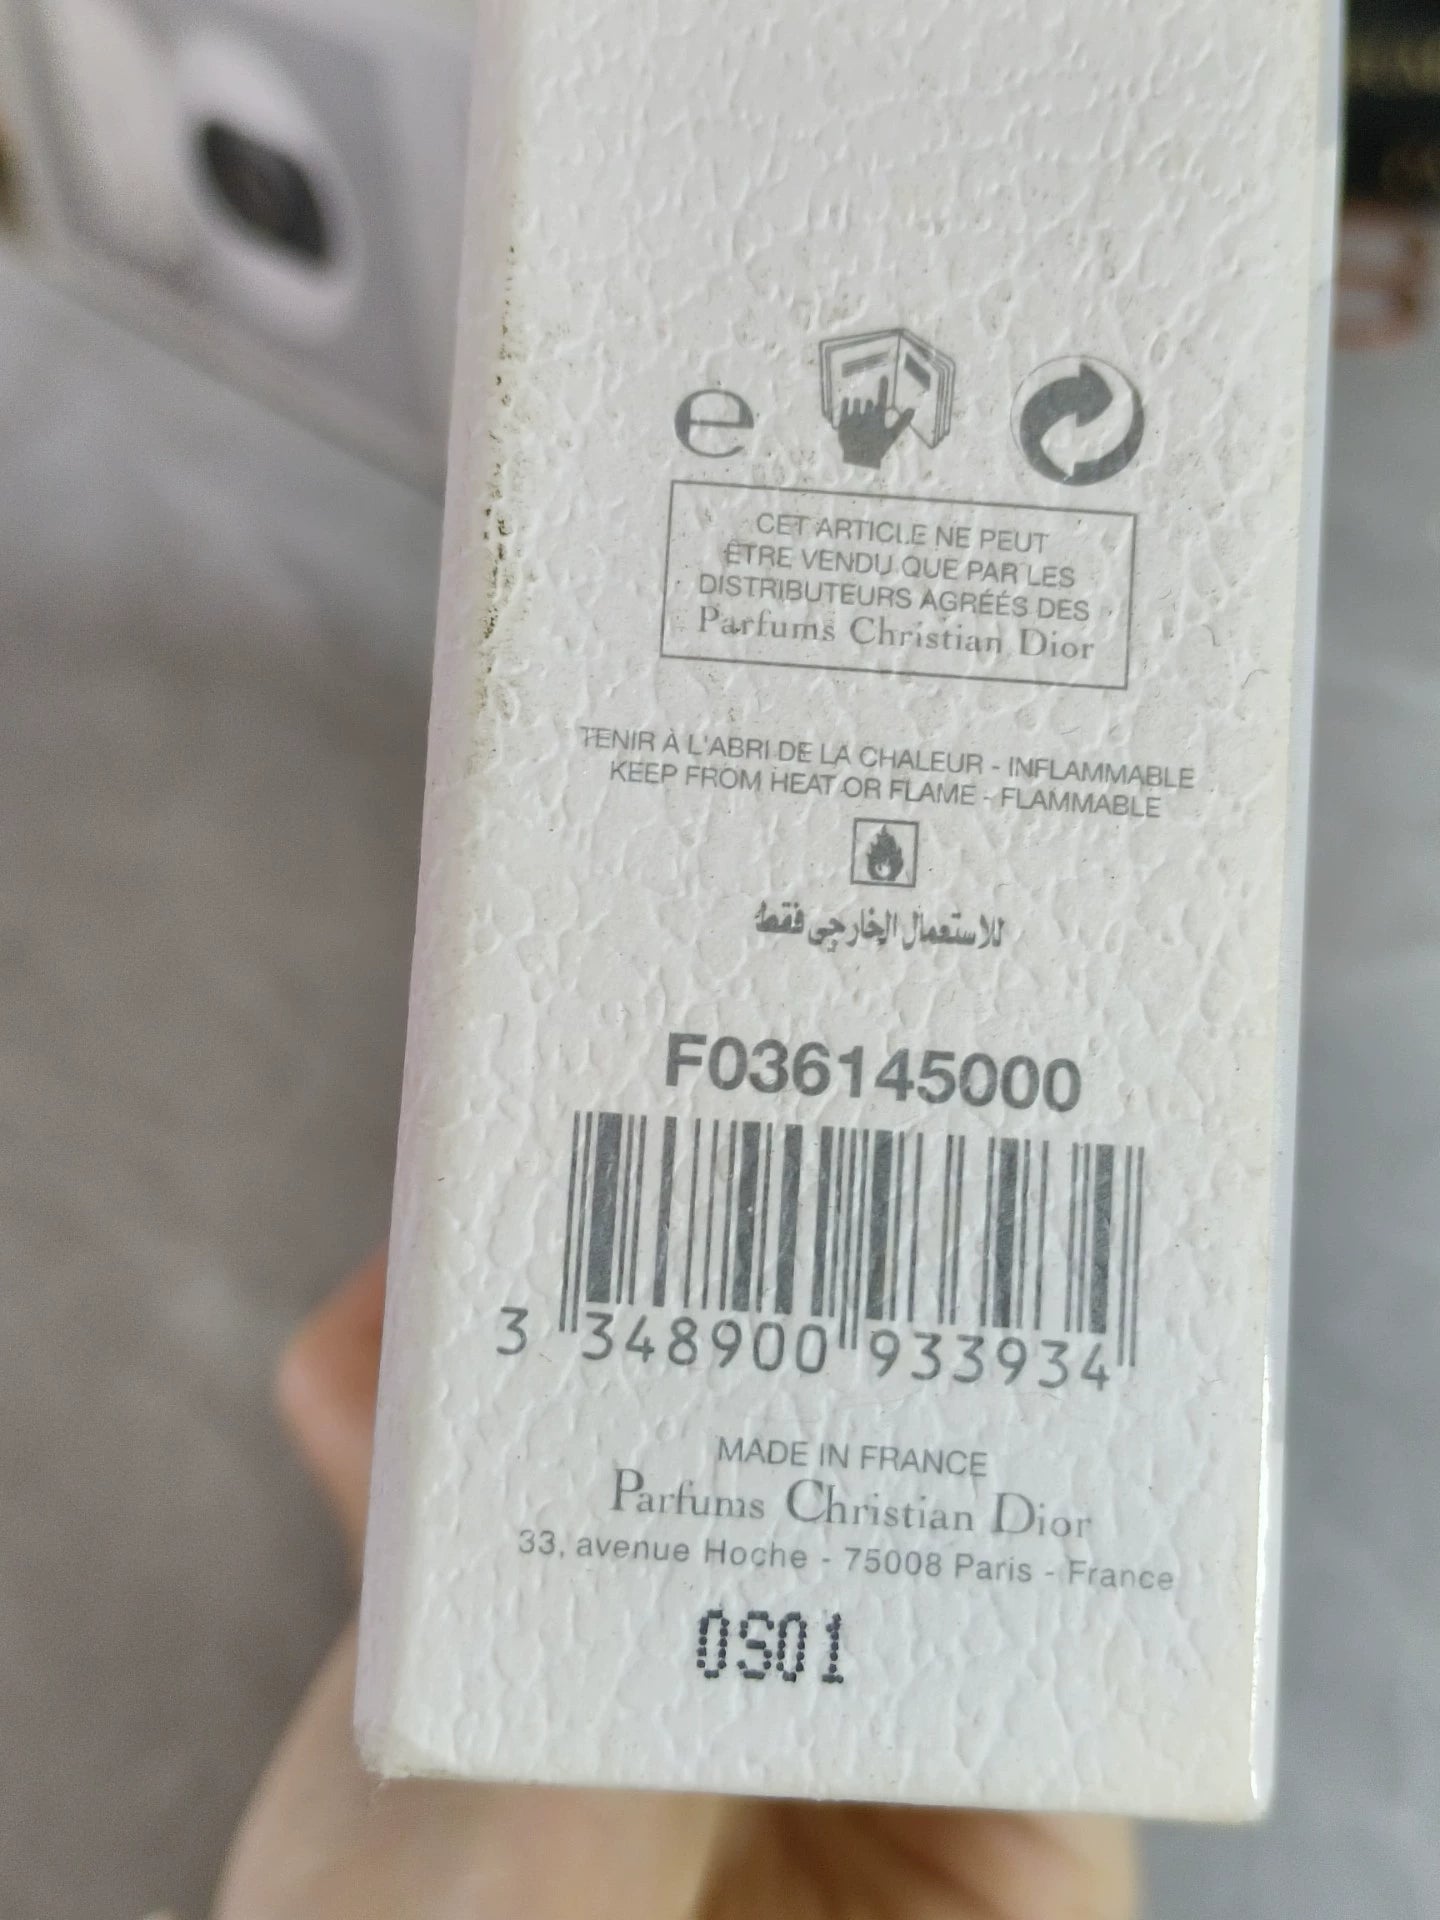 e
CET ARTICLE NE PEUT
ÊTRE VENDU QUE PAR LES
DISTRIBUTEURS AGRÉÉS DES
Parfums Christian Dior
TENIR À L'ABRI DE LA CHALEUR - INFLAMMABLE
KEEP FROM HEAT OR FLAME - FLAMMABLE
للاستعمال الخارجى فقط
F036145000
3 348900 933934
MADE IN FRANCE
Parfums Christian Dior
33, avenue Hoche - 75008 Paris - France
0S01